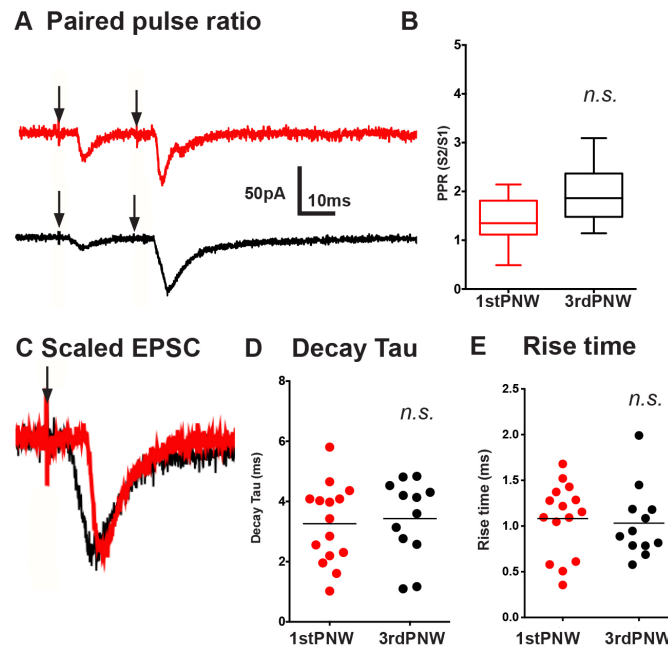 A Paired pulse ratio
50pA
10ms
B
PPR (S2/S1)
5
4
3
2
1
0
n.s.
1stPNW
3rdPNW
C Scaled EPSC
D Decay Tau
Decay Tau (ms)
8
6
4
2
0
n.s.
1stPNW
3rdPNW
E Rise time
Rise time (ms)
2.5
2.0
1.5
1.0
0.5
0.0
n.s.
1stPNW
3rdPNW